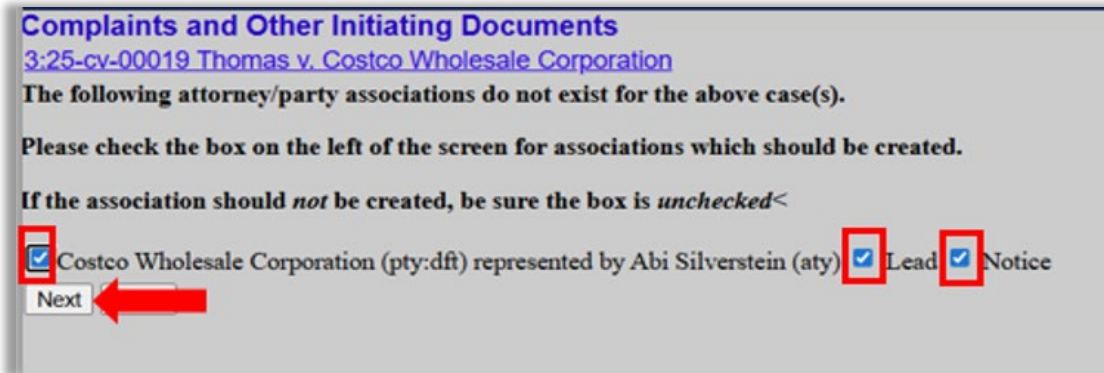 Complaints and Other Initiating Documents
3:25-cv-00019 Thomas v. Costco Wholesale Corporation
The following attorney/party associations do not exist for the above case(s).
Please check the box on the left of the screen for associations which should be created.
If the association should not be created, be sure the box is unchecked<
Costco Wholesale Corporation (pty:dft) represented by Abi Silverstein (aty) Lead Notice
Next